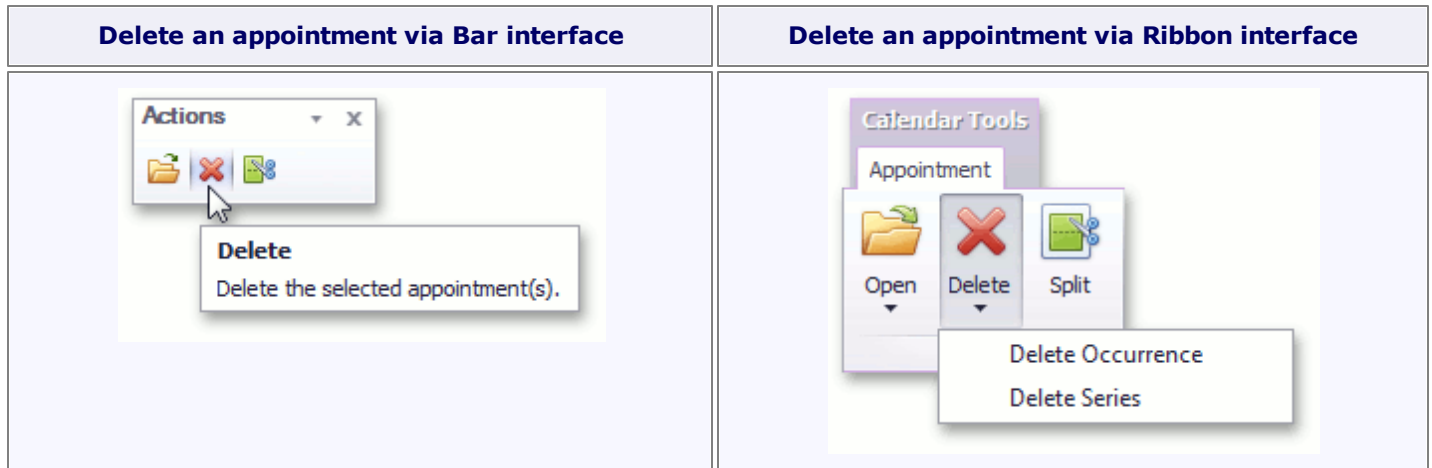 Delete an appointment via Bar interface
Delete an appointment via Ribbon interface
Actions
Delete
Delete the selected appointment(s).
Calendar Tools
Appointment
Open
Delete
Split
Delete Occurrence
Delete Series